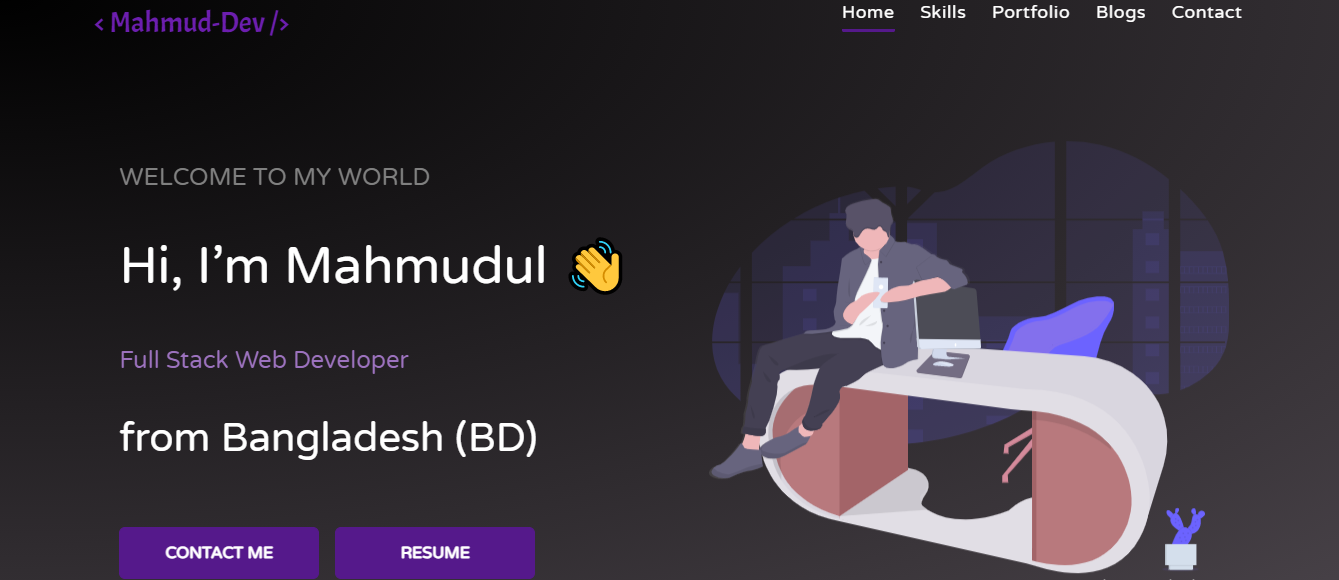 < Mahmud-Dev />
Home Skills Portfolio Blogs Contact
WELCOME TO MY WORLD
Hi, I’m Mahmudul 👋
Full Stack Web Developer
from Bangladesh (BD)
CONTACT ME
RESUME